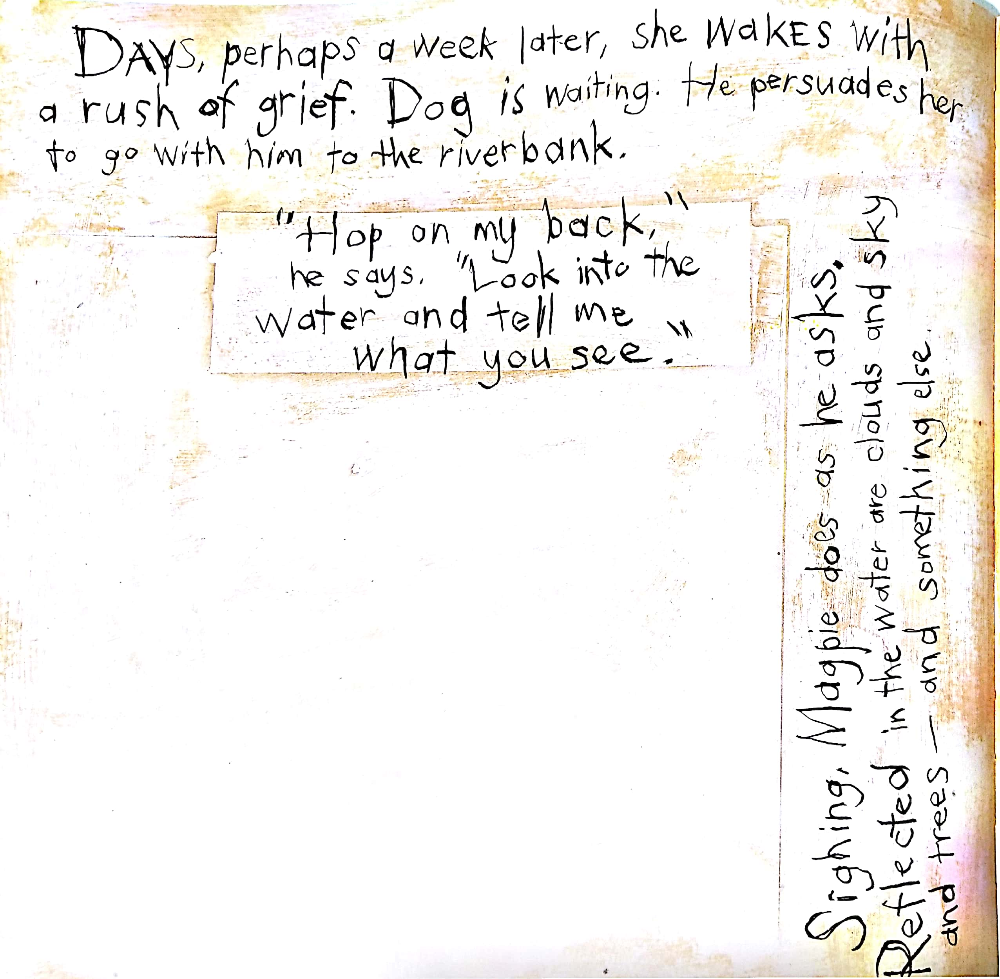 DAYS, perhaps a week later, she WAKES with
a rush of grief. Dog is waiting. He persuades her
to go with him to the riverbank.
"Hop on my back,"
he says. "Look into the
water and tell me
what you see."
Sighing, Magpie does as he asks.
Reflected in the water are clouds and sky
and trees — and something else.